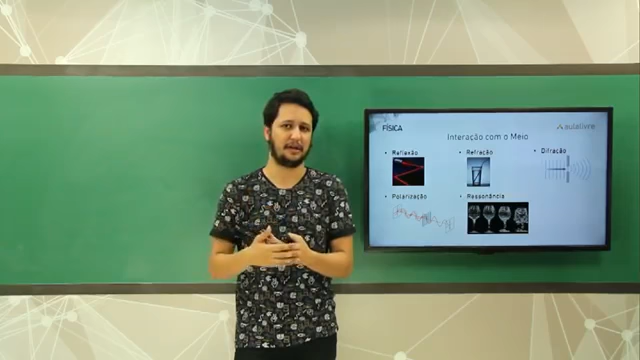 FÍSICA
aulalivre
Interação com o Meio
• Reflexão
• Refração
• Difração
• Polarização
• Ressonância